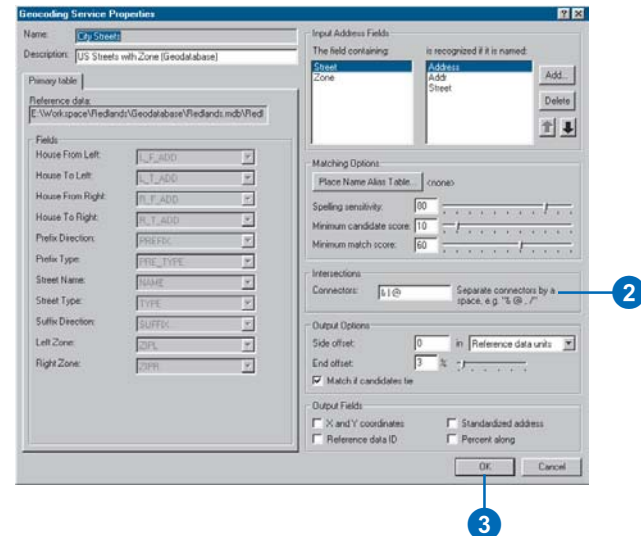 Geocoding Service Properties
Name: City Streets
Description: US Streets with Zone (Geodatabase)
Primary table
Reference data:
E:\Workspace\Redlands\Geodatabase\Redlands.mdb\Redl
Fields
House From Left: L_F_ADD
House To Left: L_T_ADD
House From Right: R_F_ADD
House To Right: R_T_ADD
Prefix Direction: PREFIX
Prefix Type: PRE_TYPE
Street Name: NAME
Street Type: TYPE
Suffix Direction: SUFFIX
Left Zone: ZIPL
Right Zone: ZIPR
Input Address Fields
The field containing: is recognized if it is named:
Street
Zone
Address
Addr
Street
Add...
Delete
Matching Options
Place Name Alias Table... <none>
Spelling sensitivity: 80
Minimum candidate score: 10
Minimum match score: 60
Intersections
Connectors: & | @ Separate connectors by a
space, e.g. "& @ , /"
2
Output Options
Side offset: 0 in Reference data units
End offset: 3 %
Match if candidates tie
Output Fields
X and Y coordinates Standardized address
Reference data ID Percent along
OK Cancel
3